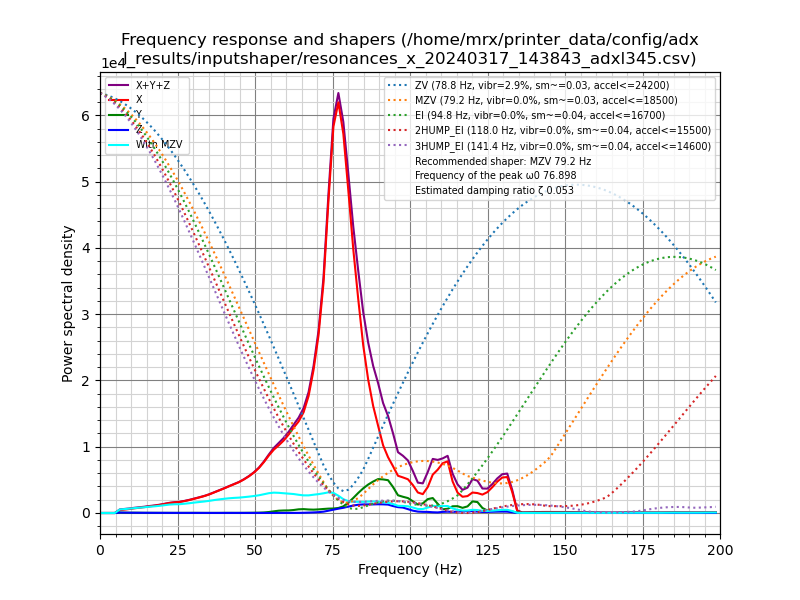 Frequency response and shapers (/home/mrx/printer_data/config/adx
l_results/inputshaper/resonances_x_20240317_143843_adxl345.csv)
1e4
X+Y+Z
X
Y
Z
With MZV
ZV (78.8 Hz, vibr=2.9%, sm~=0.03, accel<=24200)
MZV (79.2 Hz, vibr=0.0%, sm~=0.03, accel<=18500)
EI (94.8 Hz, vibr=0.0%, sm~=0.04, accel<=16700)
2HUMP_EI (118.0 Hz, vibr=0.0%, sm~=0.04, accel<=15500)
3HUMP_EI (141.4 Hz, vibr=0.0%, sm~=0.04, accel<=14600)
Recommended shaper: MZV 79.2 Hz
Frequency of the peak ω0 76.898
Estimated damping ratio ζ 0.053
Power spectral density
6
5
4
3
2
1
0
0 25 50 75 100 125 150 175 200
Frequency (Hz)